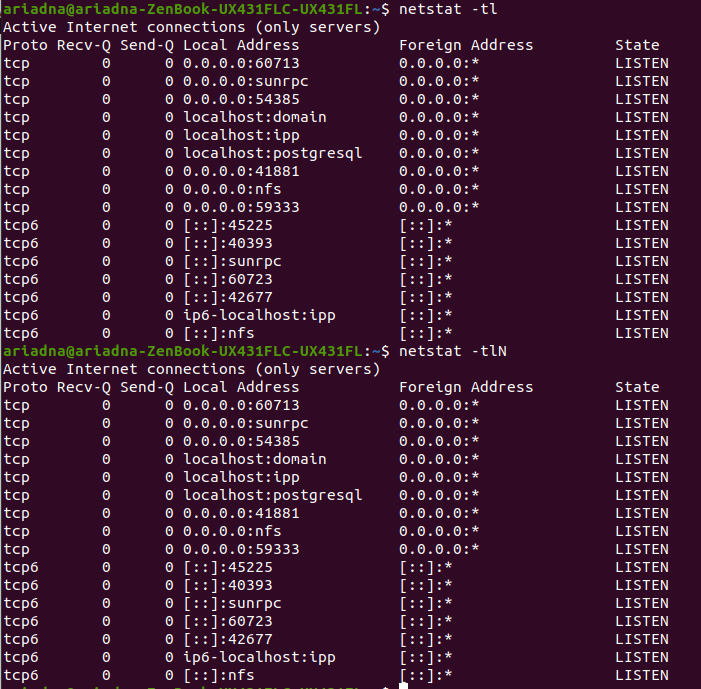 ariadna@ariadna-ZenBook-UX431FLC-UX431FL:~$ netstat -tl
Active Internet connections (only servers)
Proto Recv-Q Send-Q Local Address           Foreign Address         State
tcp        0      0 0.0.0.0:60713           0.0.0.0:*               LISTEN
tcp        0      0 0.0.0.0:sunrpc          0.0.0.0:*               LISTEN
tcp        0      0 0.0.0.0:54385           0.0.0.0:*               LISTEN
tcp        0      0 localhost:domain        0.0.0.0:*               LISTEN
tcp        0      0 localhost:ipp           0.0.0.0:*               LISTEN
tcp        0      0 localhost:postgresql    0.0.0.0:*               LISTEN
tcp        0      0 0.0.0.0:41881           0.0.0.0:*               LISTEN
tcp        0      0 0.0.0.0:nfs             0.0.0.0:*               LISTEN
tcp        0      0 0.0.0.0:59333           0.0.0.0:*               LISTEN
tcp6       0      0 [::]:45225              [::]:*                  LISTEN
tcp6       0      0 [::]:40393              [::]:*                  LISTEN
tcp6       0      0 [::]:sunrpc             [::]:*                  LISTEN
tcp6       0      0 [::]:60723              [::]:*                  LISTEN
tcp6       0      0 [::]:42677              [::]:*                  LISTEN
tcp6       0      0 ip6-localhost:ipp       [::]:*                  LISTEN
tcp6       0      0 [::]:nfs                [::]:*                  LISTEN
ariadna@ariadna-ZenBook-UX431FLC-UX431FL:~$ netstat -tlN
Active Internet connections (only servers)
Proto Recv-Q Send-Q Local Address           Foreign Address         State
tcp        0      0 0.0.0.0:60713           0.0.0.0:*               LISTEN
tcp        0      0 0.0.0.0:sunrpc          0.0.0.0:*               LISTEN
tcp        0      0 0.0.0.0:54385           0.0.0.0:*               LISTEN
tcp        0      0 localhost:domain        0.0.0.0:*               LISTEN
tcp        0      0 localhost:ipp           0.0.0.0:*               LISTEN
tcp        0      0 localhost:postgresql    0.0.0.0:*               LISTEN
tcp        0      0 0.0.0.0:41881           0.0.0.0:*               LISTEN
tcp        0      0 0.0.0.0:nfs             0.0.0.0:*               LISTEN
tcp        0      0 0.0.0.0:59333           0.0.0.0:*               LISTEN
tcp6       0      0 [::]:45225              [::]:*                  LISTEN
tcp6       0      0 [::]:40393              [::]:*                  LISTEN
tcp6       0      0 [::]:sunrpc             [::]:*                  LISTEN
tcp6       0      0 [::]:60723              [::]:*                  LISTEN
tcp6       0      0 [::]:42677              [::]:*                  LISTEN
tcp6       0      0 ip6-localhost:ipp       [::]:*                  LISTEN
tcp6       0      0 [::]:nfs                [::]:*                  LISTEN